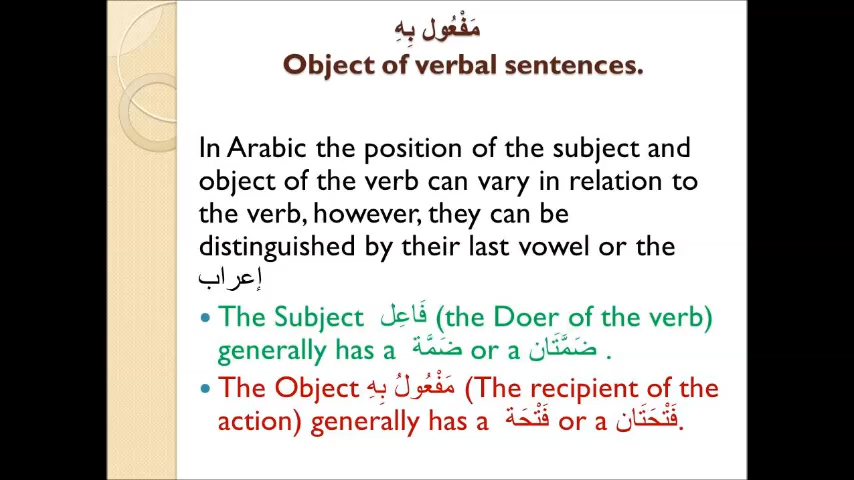 مَفْعُول بِهِ
Object of verbal sentences.
In Arabic the position of the subject and
object of the verb can vary in relation to
the verb, however, they can be
distinguished by their last vowel or the
إعراب
• The Subject فَاعِل (the Doer of the verb)
generally has a ضَمَّة or a ضَمَّتَان .
• The Object مَفْعُولُ بِهِ (The recipient of the
action) generally has a فَتْحَة or a فَتْحَتَان.